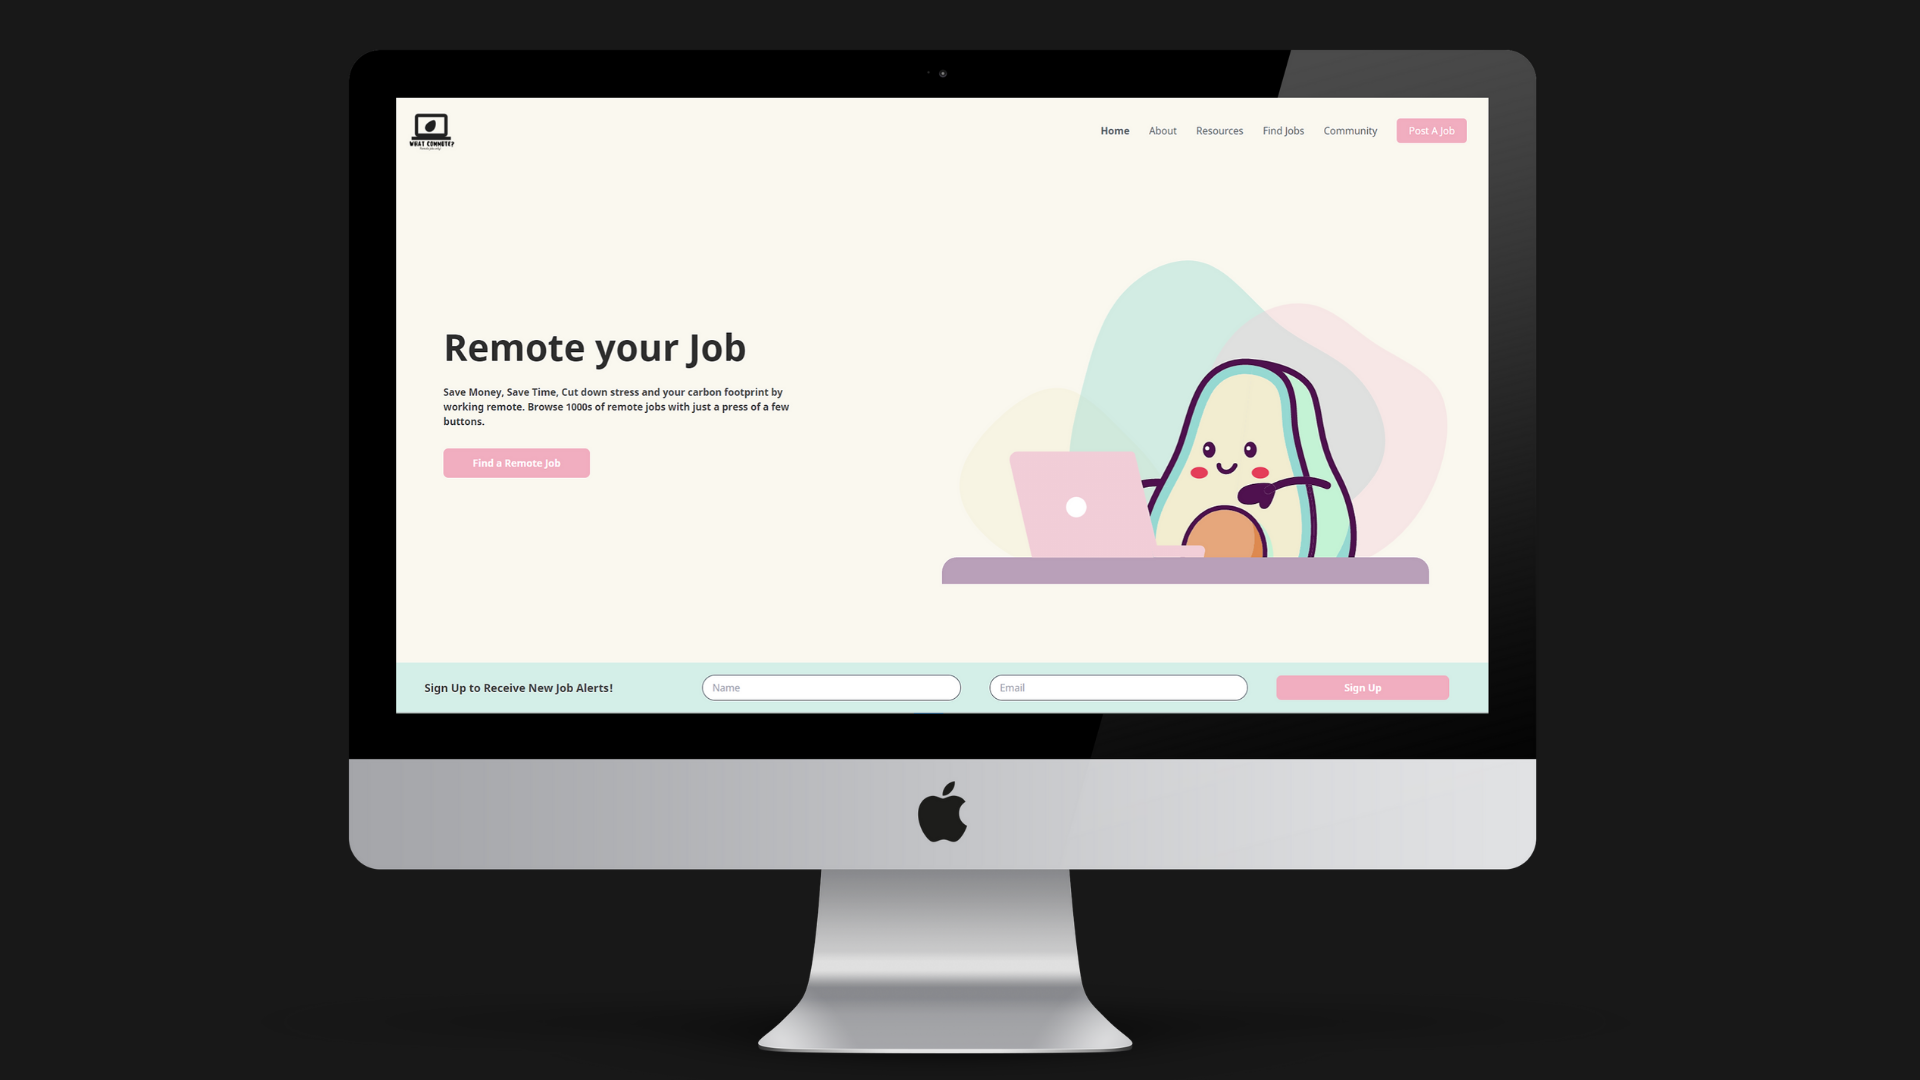 WHAT COMMUTE?
Home
About
Resources
Find Jobs
Community
Post A Job
Remote your Job
Save Money, Save Time, Cut down stress and your carbon footprint by
working remote. Browse 1000s of remote jobs with just a press of a few
buttons.
Find a Remote Job
Sign Up to Receive New Job Alerts!
Name
Email
Sign Up